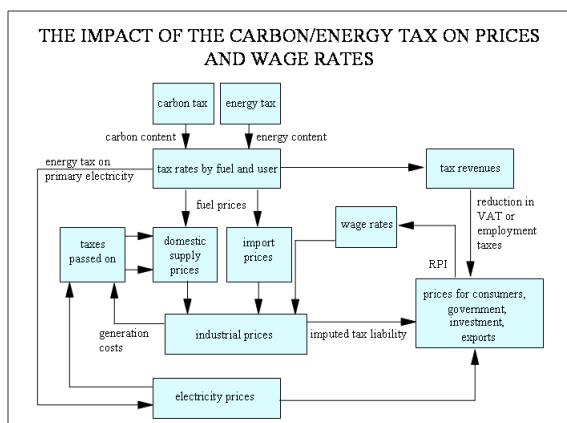 THE IMPACT OF THE CARBON/ENERGY TAX ON PRICES
AND WAGE RATES
carbon tax
energy tax
carbon content
energy content
energy tax on
primary electricity
tax rates by fuel and user
tax revenues
fuel prices
reduction in
VAT or
employment
taxes
taxes
passed on
domestic
supply
prices
import
prices
wage rates
RPI
prices for consumers,
government,
investment,
exports
generation
costs
industrial prices
imputed tax liability
electricity prices